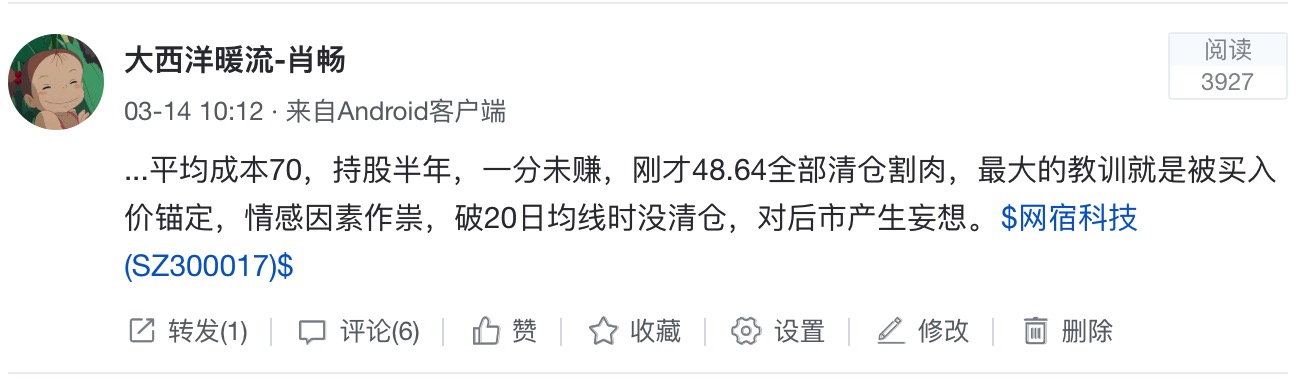 大西洋暖流-肖畅
阅读
3927
03-14 10:12 · 来自Android客户端
...平均成本70，持股半年，一分未赚，刚才48.64全部清仓割肉，最大的教训就是被买入
价锚定，情感因素作祟，破20日均线时没清仓，对后市产生妄想。$网宿科技
(SZ300017)$
转发(1) 评论(6) 赞 收藏 设置 修改 删除